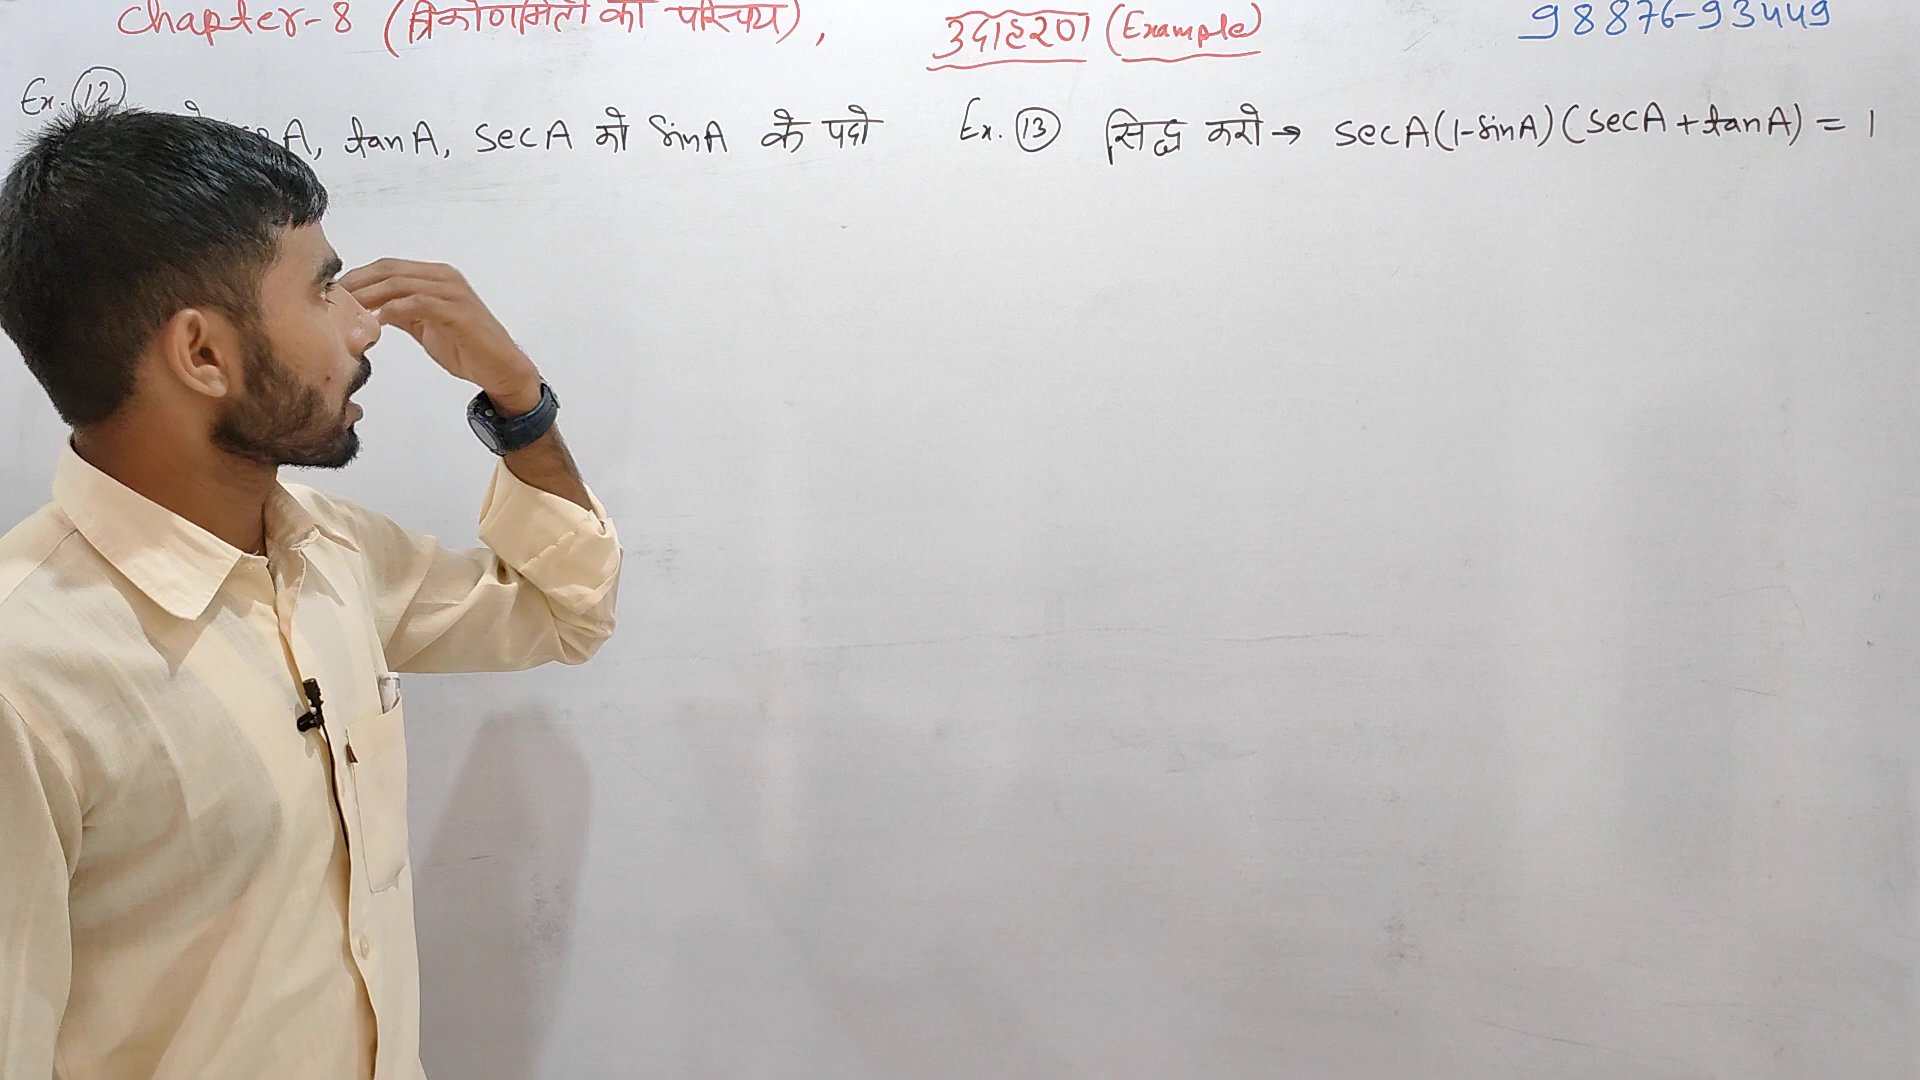 Chapter-8 (त्रिकोणमिती का परिचय), उदाहरण (Example) 98876-93449
Ex. 12
A, tanA, secA को sinA के पदो
Ex. 13 सिद्ध करो → secA(1-sinA)(secA+tanA) = 1